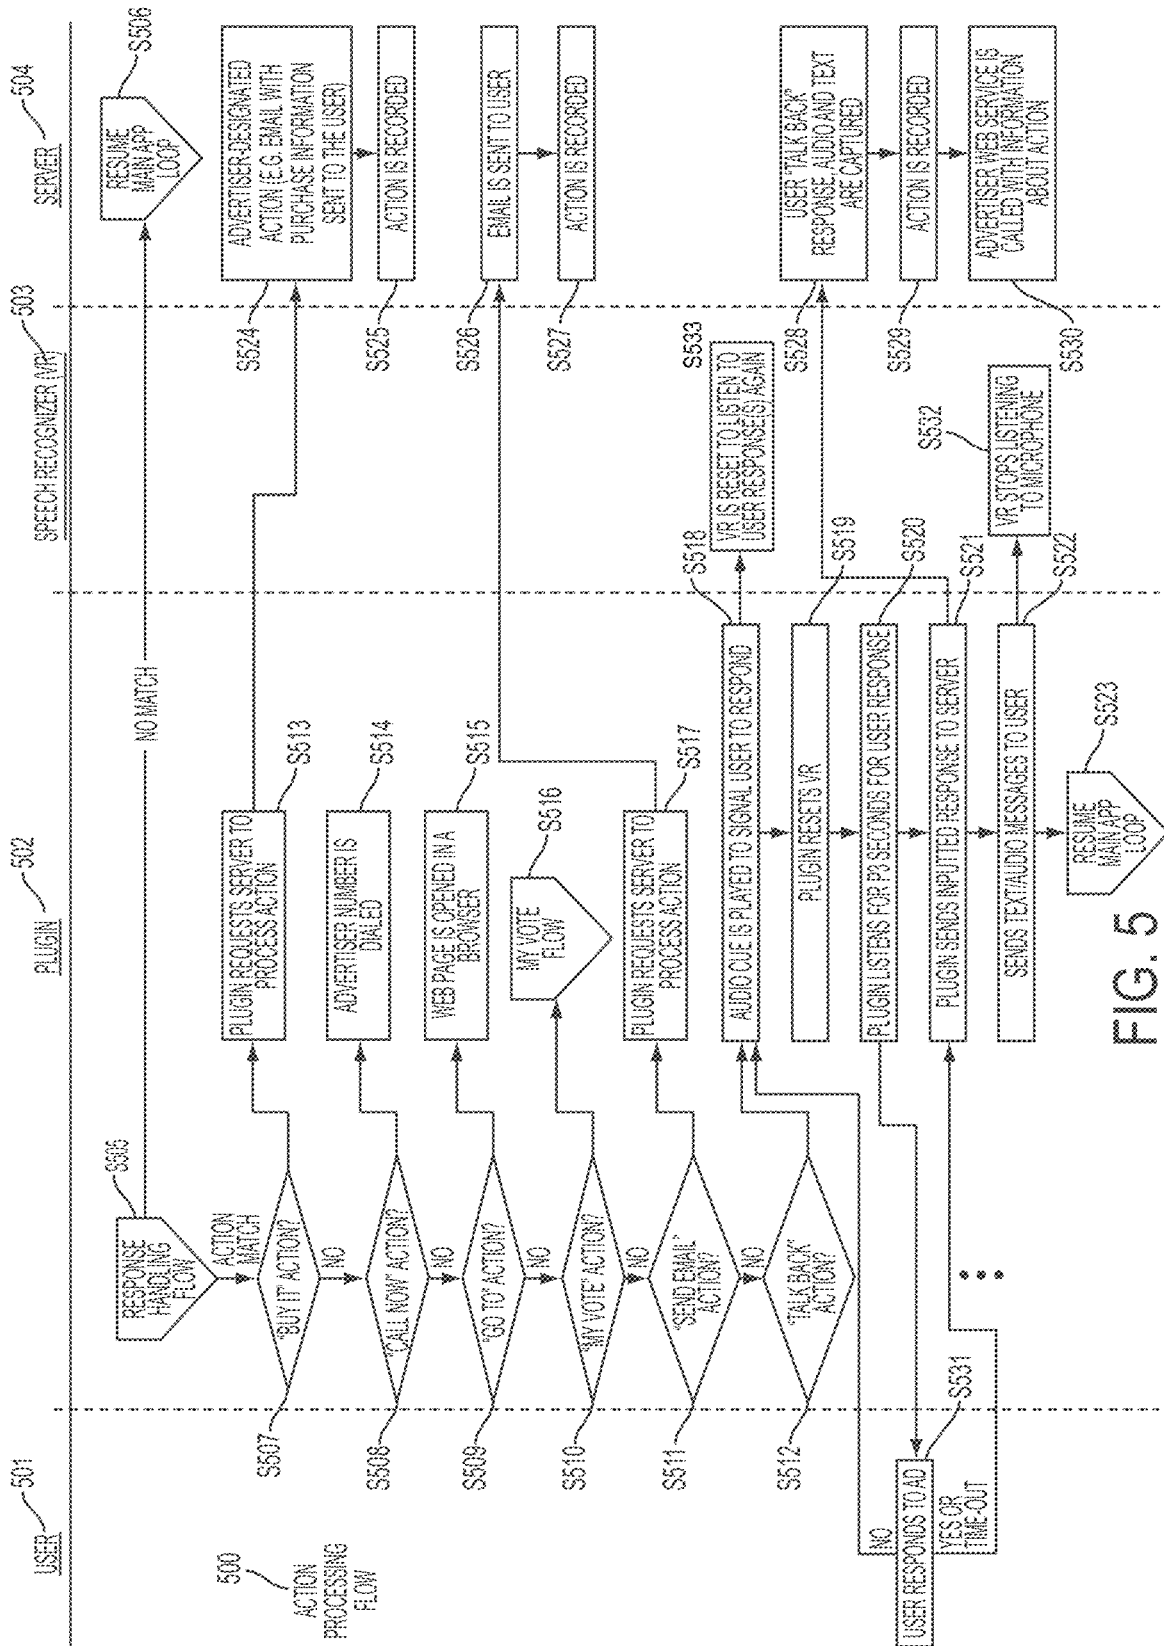 USER
501
PLUGIN
502
SPEECH RECOGNIZER (VR)
503
SERVER
504
500
ACTION
PROCESSING
FLOW
S505
RESPONSE
HANDLING
FLOW
NO MATCH
RESUME
MAIN APP
LOOP
S506
ACTION
MATCH
S507
"BUY IT" ACTION?
PLUGIN REQUESTS SERVER TO
PROCESS ACTION
S513
S524
ADVERTISER-DESIGNATED
ACTION (E.G. EMAIL WITH
PURCHASE INFORMATION
SENT TO THE USER)
S525
ACTION IS RECORDED
NO
S508
"CALL NOW" ACTION?
ADVERTISER NUMBER IS
DIALED
S514
NO
S509
"GO TO" ACTION?
WEB PAGE IS OPENED IN A
BROWSER
S515
NO
S510
"MY VOTE" ACTION?
MY VOTE
FLOW
S516
NO
S511
"SEND EMAIL"
ACTION?
PLUGIN REQUESTS SERVER TO
PROCESS ACTION
S517
S526
EMAIL IS SENT TO USER
S527
ACTION IS RECORDED
NO
S512
"TALK BACK"
ACTION?
AUDIO CUE IS PLAYED TO SIGNAL USER TO RESPOND
S518
VR IS RESET TO LISTEN TO
USER RESPONSE(S) AGAIN
S533
PLUGIN RESETS VR
S519
PLUGIN LISTENS FOR P3 SECONDS FOR USER RESPONSE
S520
USER RESPONDS TO AD
S531
NO
YES OR
TIME-OUT
PLUGIN SENDS INPUTTED RESPONSE TO SERVER
S521
S528
USER "TALK BACK"
RESPONSE AUDIO AND TEXT
ARE CAPTURED
S529
ACTION IS RECORDED
S530
ADVERTISER WEB SERVICE IS
CALLED WITH INFORMATION
ABOUT ACTION
SENDS TEXT/AUDIO MESSAGES TO USER
S522
VR STOPS LISTENING
TO MICROPHONE
S532
RESUME
MAIN APP
LOOP
S523
FIG. 5